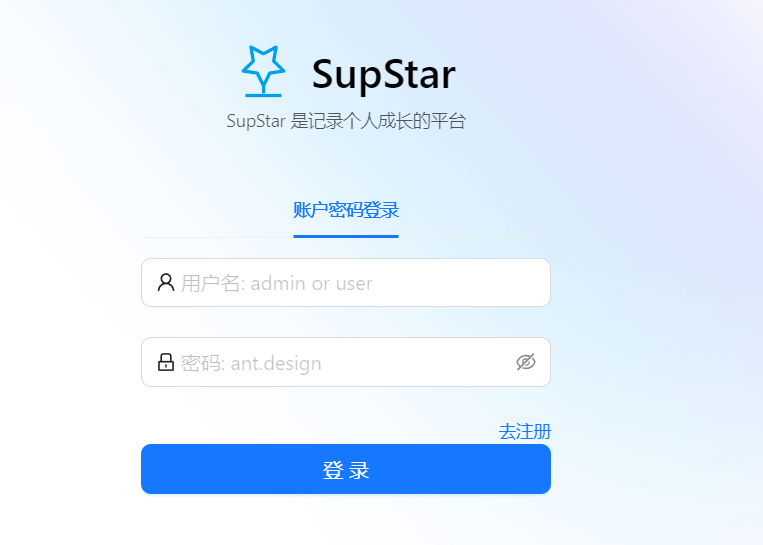 SupStar
SupStar 是记录个人成长的平台
账户密码登录
用户名: admin or user
密码: ant.design
去注册
登 录